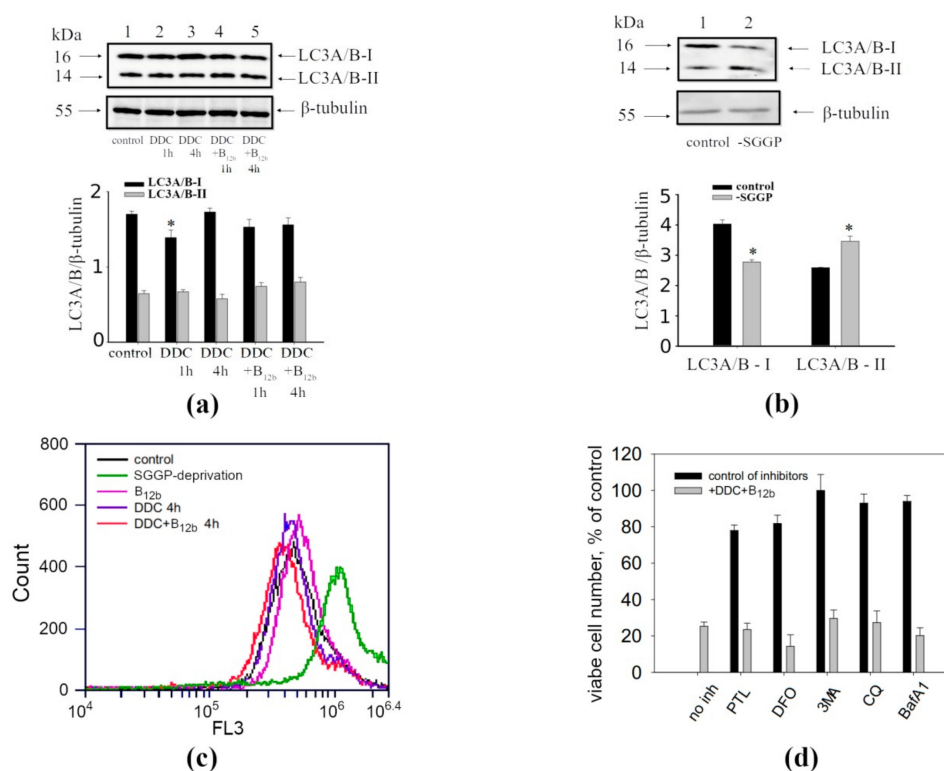 kDa
1 2 3 4 5
16
LC3A/B-I
14
LC3A/B-II
55
β-tubulin
control DDC DDC DDC DDC
1h 4h +B12b +B12b
1h 4h
LC3A/B-I
LC3A/B-II
LC3A/B/β-tubulin
2
1
0
control DDC DDC DDC DDC
1h 4h +B12b +B12b
1h 4h
*
(a)
kDa
1 2
16
LC3A/B-I
14
LC3A/B-II
55
β-tubulin
control -SGGP
control
-SGGP
LC3A/B /β-tubulin
5
4
3
2
1
0
* *
LC3A/B - I LC3A/B - II
(b)
800
600
400
200
0
Count
control
SGGP-deprivation
B12b
DDC 4h
DDC+B12b 4h
10^4 10^5 10^6 10^6.4
FL3
(c)
120
100
80
60
40
20
0
viabe cell number, % of control
control of inhibitors
+DDC+B12b
no inh PTL DFO 3MA CQ BafA1
(d)